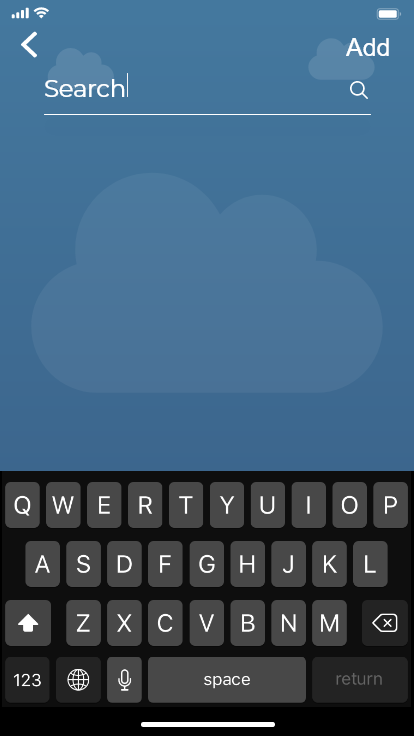 Add
Search
Q W E R T Y U I O P
A S D F G H J K L
Z X C V B N M
123 space return